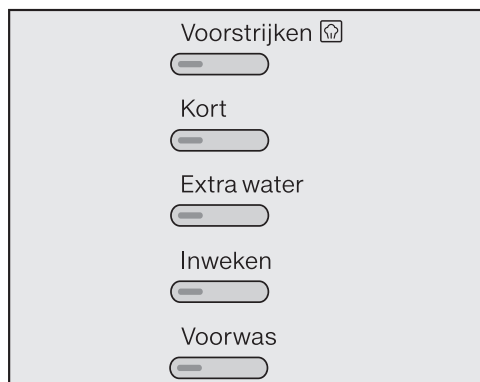 Voorstrijken
Kort
Extra water
Inweken
Voorwas